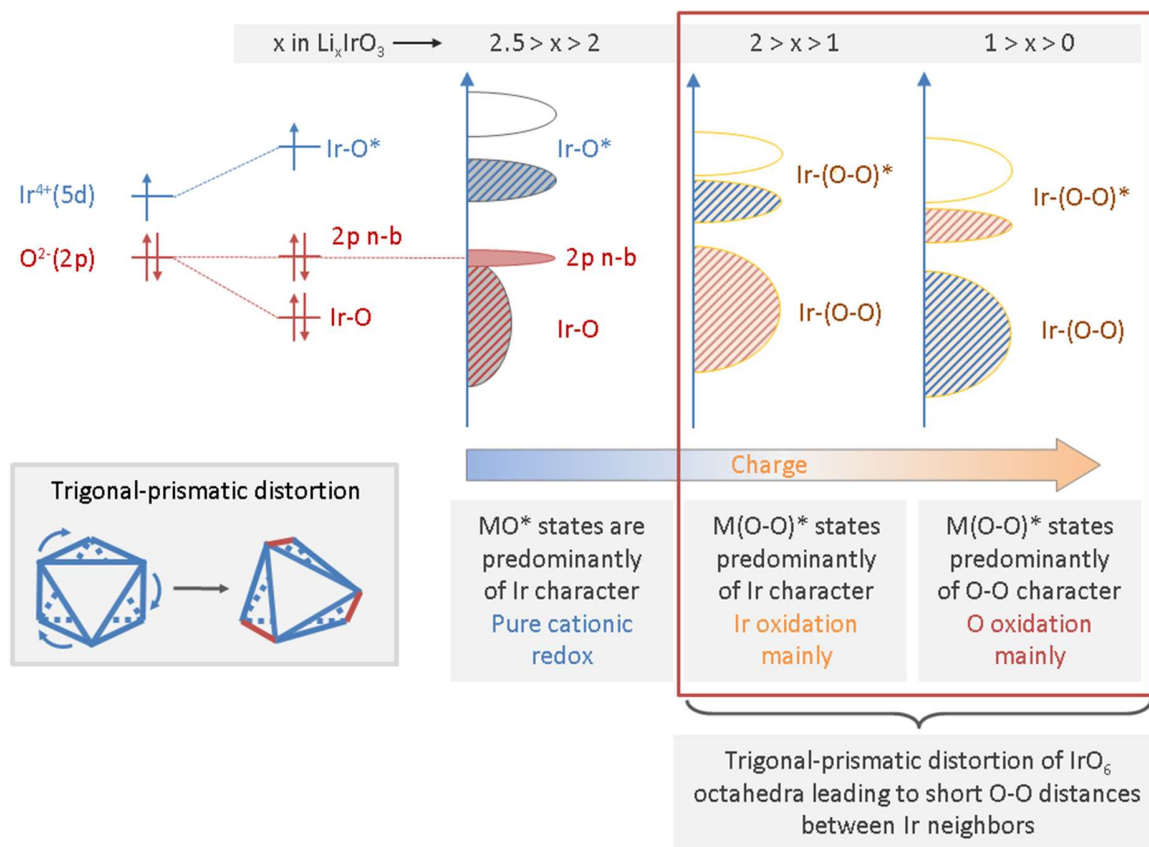 x in LiₓIrO₃ ⟶ 2.5 > x > 2 2 > x > 1 1 > x > 0
Ir-O*
Ir⁴⁺(5d)
O²⁻(2p)
2p n-b
Ir-O
Ir-O*
2p n-b
Ir-O
Ir-(O-O)*
Ir-(O-O)
Ir-(O-O)*
Ir-(O-O)
Charge
Trigonal-prismatic distortion
MO* states are
predominantly
of Ir character
Pure cationic
redox
M(O-O)* states
predominantly
of Ir character
Ir oxidation
mainly
M(O-O)* states
predominantly
of O-O character
O oxidation
mainly
Trigonal-prismatic distortion of IrO₆
octahedra leading to short O-O distances
between Ir neighbors